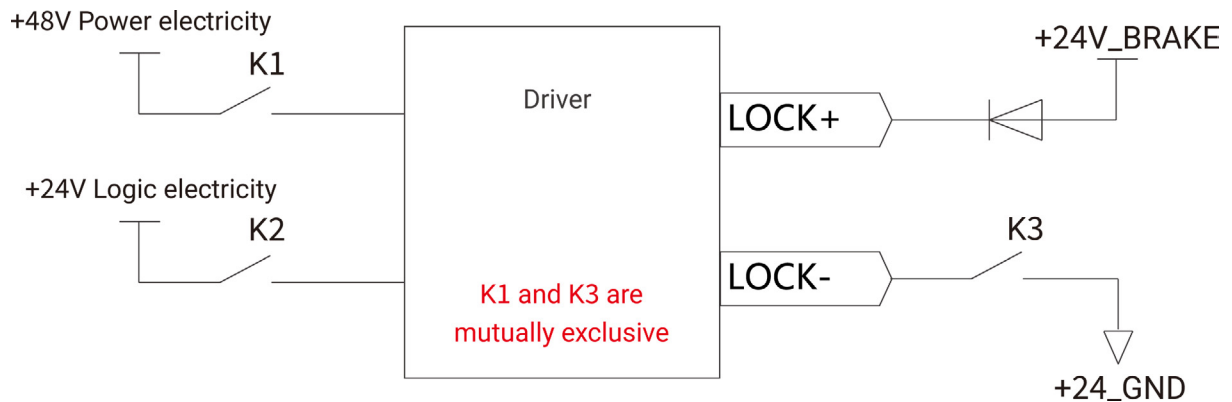 +48V Power electricity
K1
+24V_BRAKE
Driver
LOCK+
+24V Logic electricity
K2
K3
LOCK-
K1 and K3 are
mutually exclusive
+24_GND